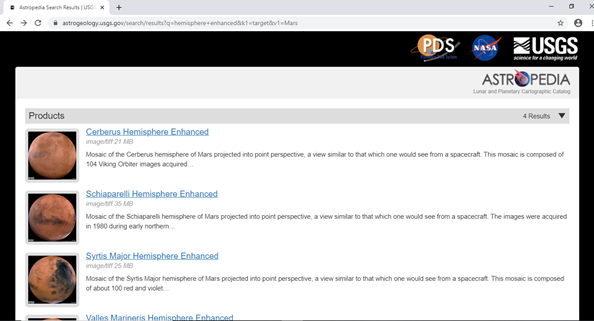 Astropedia Search Results | USG
astrogeology.usgs.gov/search/results?q=hemisphere+enhanced&k1=target&v1=Mars
PDS
NASA
USGS
science for a changing world
ASTROPEDIA
Lunar and Planetary Cartographic Catalog
Products
4 Results
Cerberus Hemisphere Enhanced
image/tiff 21 MB
Mosaic of the Cerberus hemisphere of Mars projected into point perspective, a view similar to that which one would see from a spacecraft. This mosaic is composed of
104 Viking Orbiter images acquired…
Schiaparelli Hemisphere Enhanced
image/tiff 35 MB
Mosaic of the Schiaparelli hemisphere of Mars projected into point perspective, a view similar to that which one would see from a spacecraft. The images were acquired
in 1980 during early northern…
Syrtis Major Hemisphere Enhanced
image/tiff 25 MB
Mosaic of the Syrtis Major hemisphere of Mars projected into point perspective, a view similar to that which one would see from a spacecraft. This mosaic is composed
of about 100 red and violet…
Valles Marineris Hemisphere Enhanced